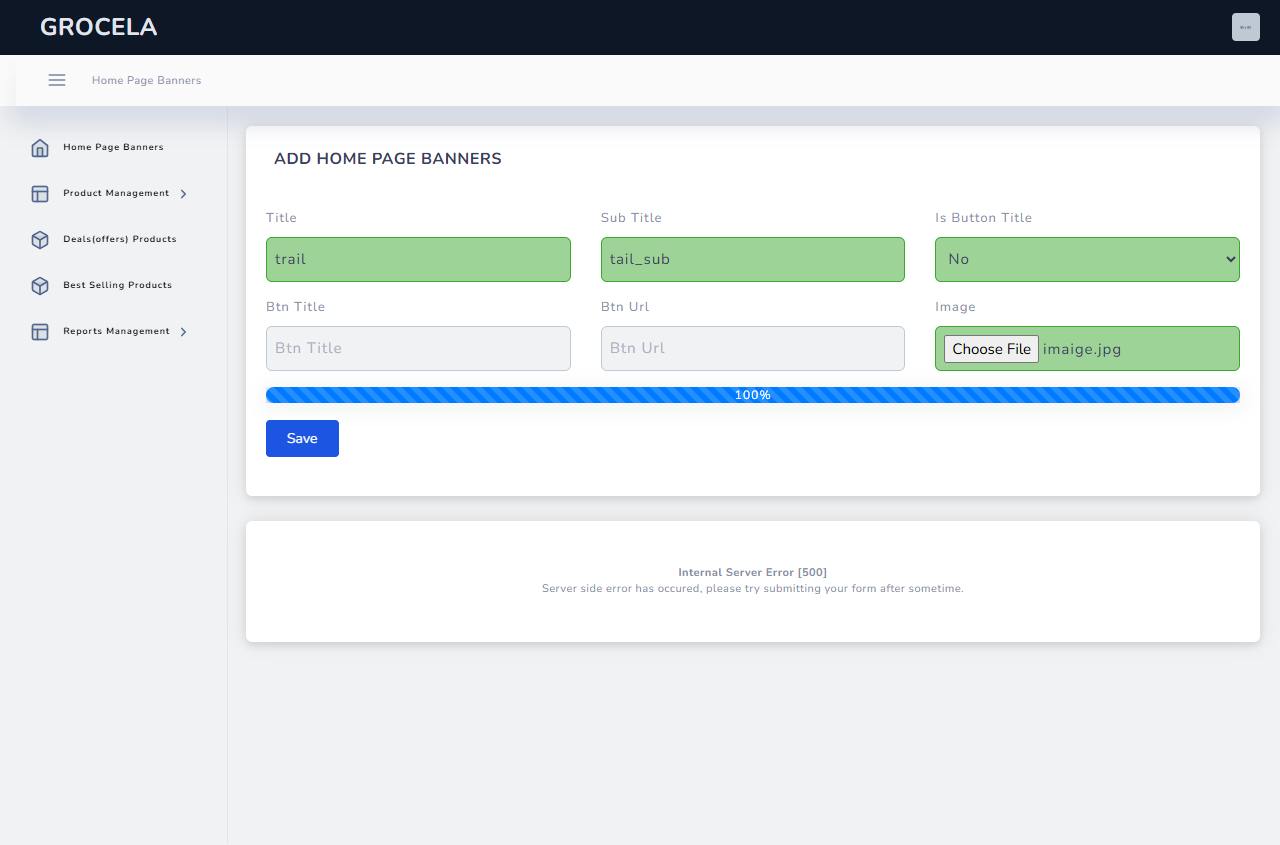 GROCELA
Home Page Banners
Home Page Banners
Product Management
Deals(offers) Products
Best Selling Products
Reports Management
ADD HOME PAGE BANNERS
Title
Sub Title
Is Button Title
trail
tail_sub
No
Btn Title
Btn Url
Image
Btn Title
Btn Url
Choose File imaige.jpg
100%
Save
Internal Server Error [500]
Server side error has occured, please try submitting your form after sometime.